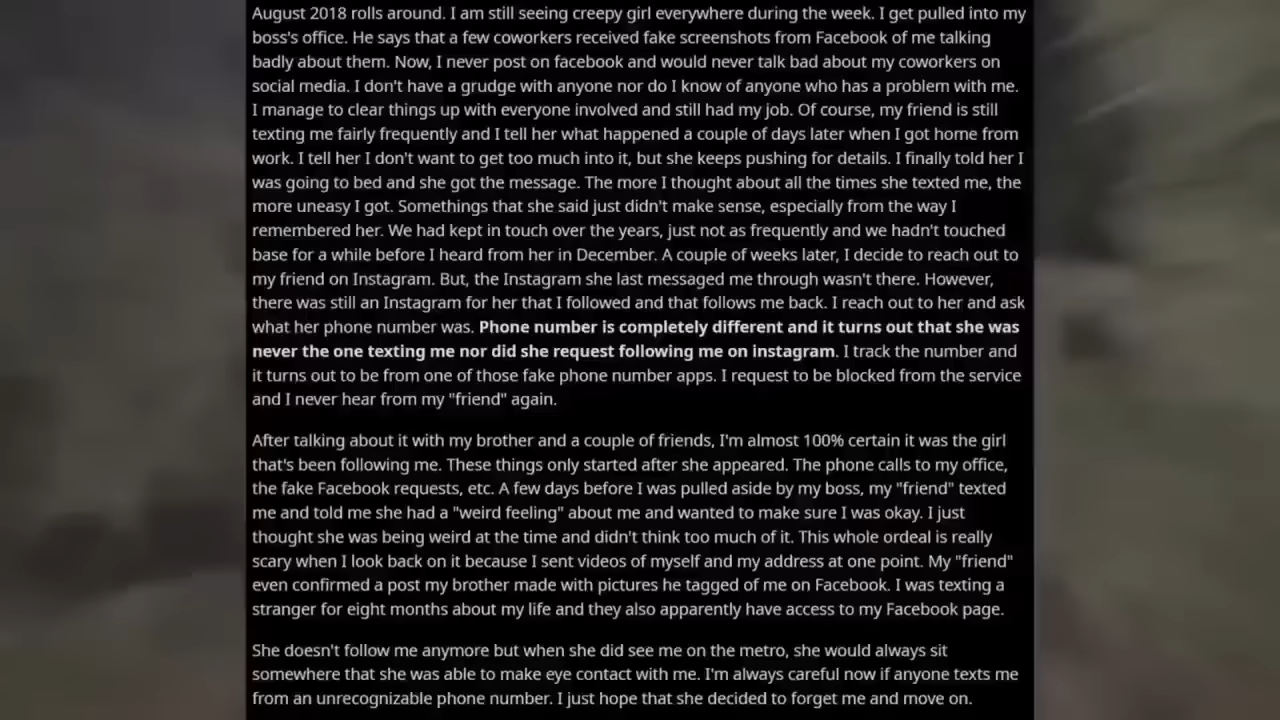 August 2018 rolls around. I am still seeing creepy girl everywhere during the week. I get pulled into my
boss's office. He says that a few coworkers received fake screenshots from Facebook of me talking
badly about them. Now, I never post on facebook and would never talk bad about my coworkers on
social media. I don't have a grudge with anyone nor do I know of anyone who has a problem with me.
I manage to clear things up with everyone involved and still had my job. Of course, my friend is still
texting me fairly frequently and I tell her what happened a couple of days later when I got home from
work. I tell her I don't want to get too much into it, but she keeps pushing for details. I finally told her I
was going to bed and she got the message. The more I thought about all the times she texted me, the
more uneasy I got. Somethings that she said just didn't make sense, especially from the way I
remembered her. We had kept in touch over the years, just not as frequently and we hadn't touched
base for a while before I heard from her in December. A couple of weeks later, I decide to reach out to
my friend on Instagram. But, the Instagram she last messaged me through wasn't there. However,
there was still an Instagram for her that I followed and that follows me back. I reach out to her and ask
what her phone number was. Phone number is completely different and it turns out that she was
never the one texting me nor did she request following me on instagram. I track the number and
it turns out to be from one of those fake phone number apps. I request to be blocked from the service
and I never hear from my "friend" again.
After talking about it with my brother and a couple of friends, I'm almost 100% certain it was the girl
that's been following me. These things only started after she appeared. The phone calls to my office,
the fake Facebook requests, etc. A few days before I was pulled aside by my boss, my "friend" texted
me and told me she had a "weird feeling" about me and wanted to make sure I was okay. I just
thought she was being weird at the time and didn't think too much of it. This whole ordeal is really
scary when I look back on it because I sent videos of myself and my address at one point. My "friend"
even confirmed a post my brother made with pictures he tagged of me on Facebook. I was texting a
stranger for eight months about my life and they also apparently have access to my Facebook page.
She doesn't follow me anymore but when she did see me on the metro, she would always sit
somewhere that she was able to make eye contact with me. I'm always careful now if anyone texts me
from an unrecognizable phone number. I just hope that she decided to forget me and move on.